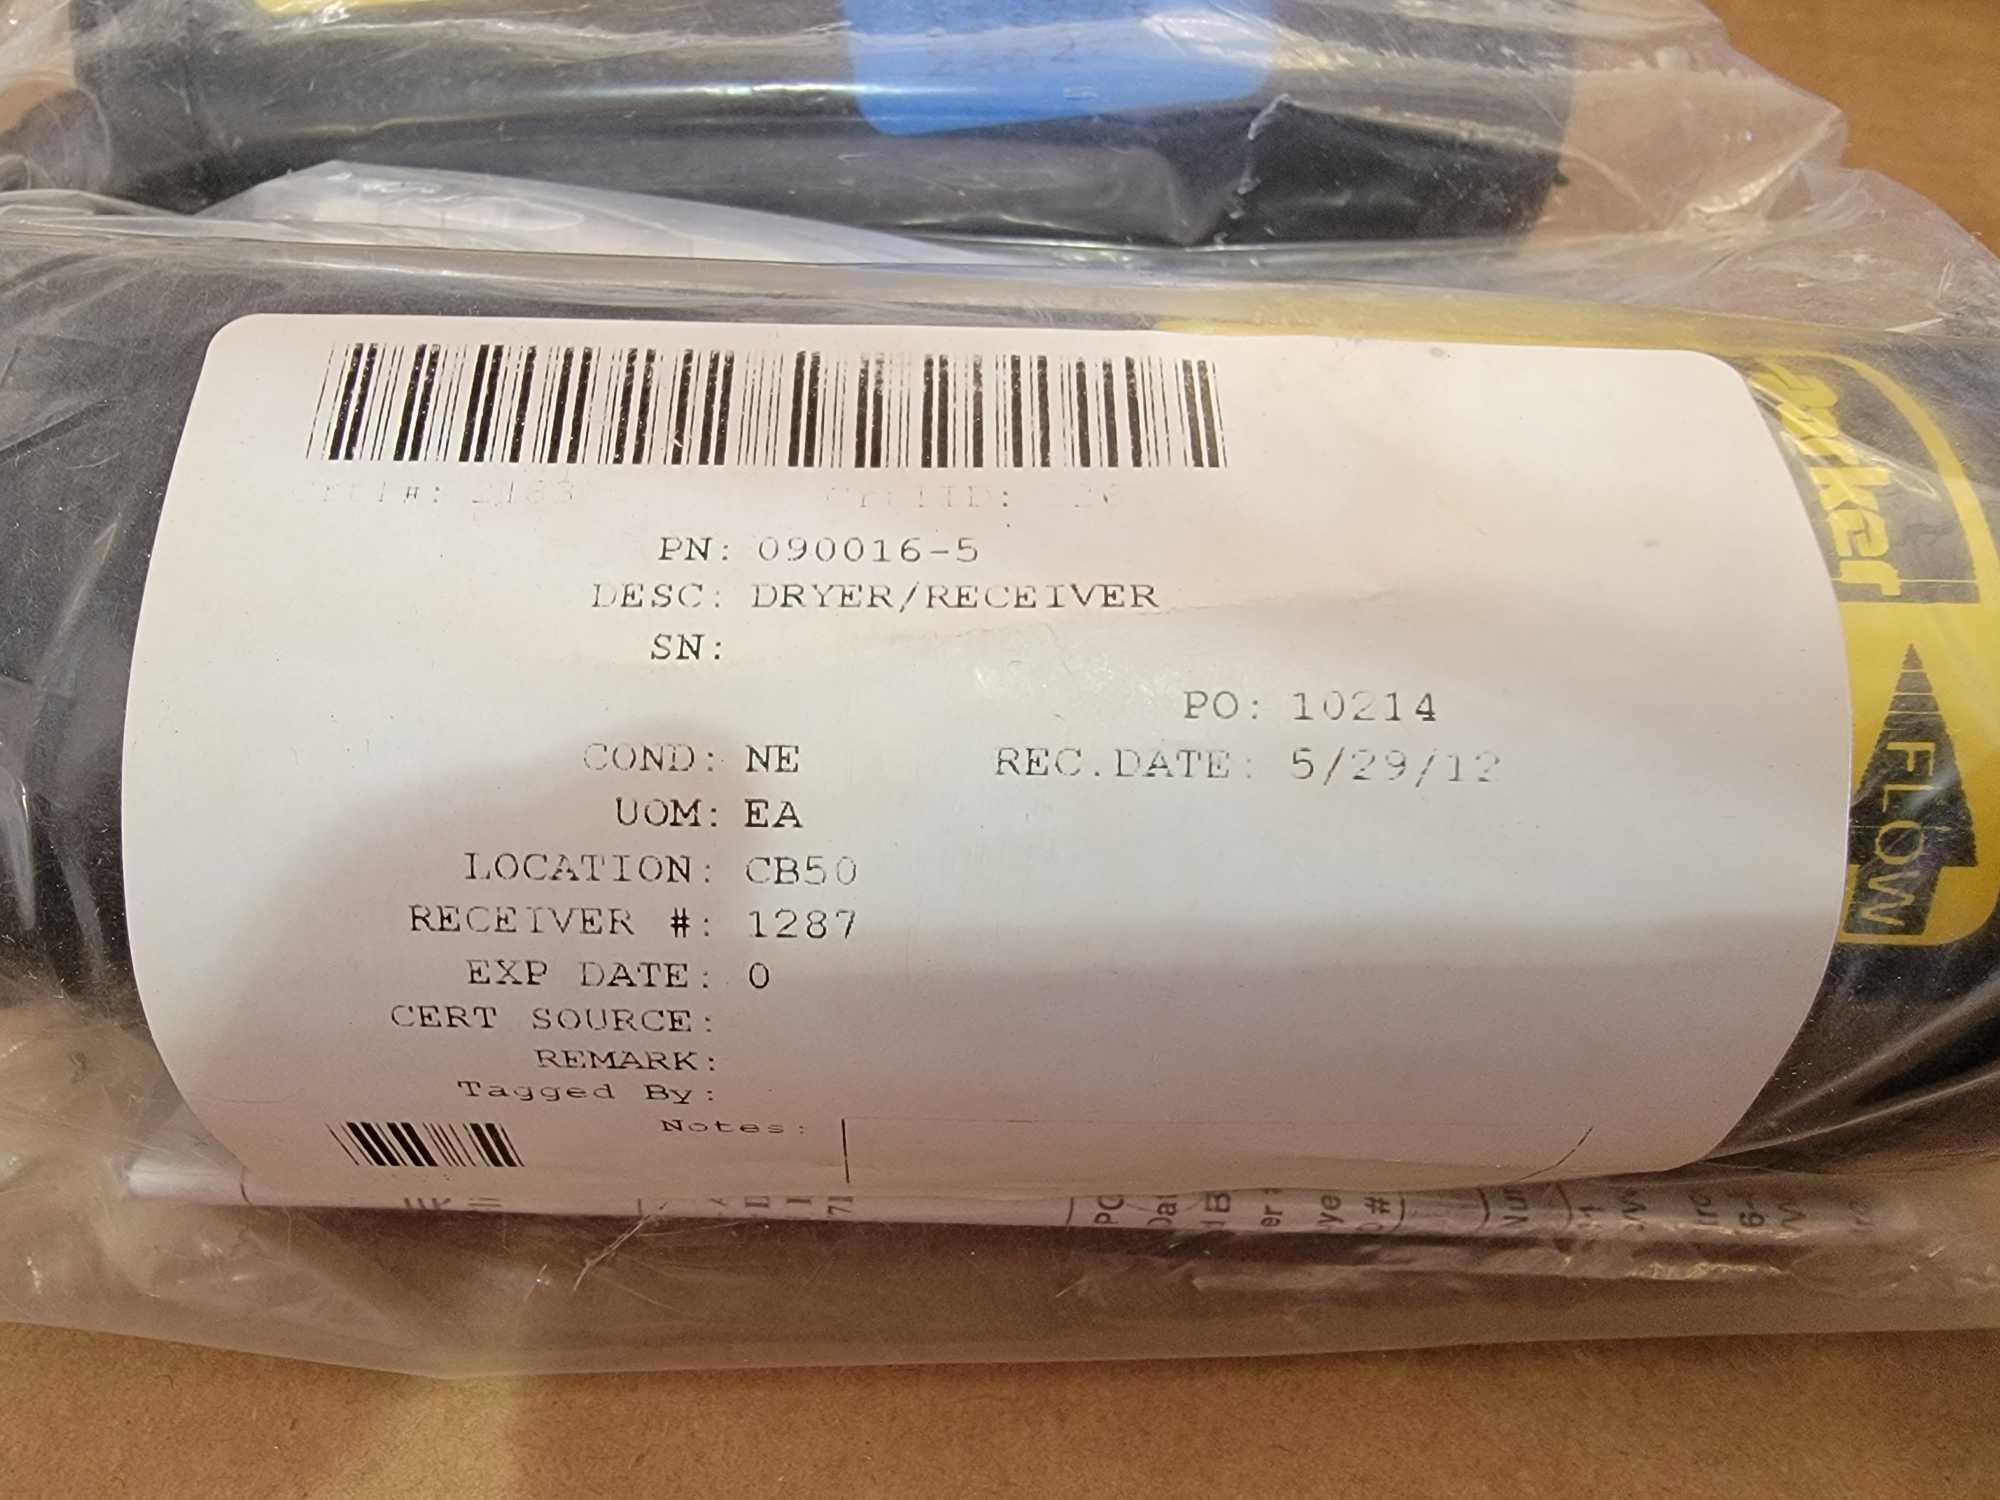 PN: 090016-5
DESC: DRYER/RECEIVER
SN:
PO: 10214
COND: NE REC.DATE: 5/29/12
UOM: EA
LOCATION: CB50
RECEIVER #: 1287
EXP DATE: 0
CERT SOURCE:
REMARK:
Tagged By:
Notes:
FLOW